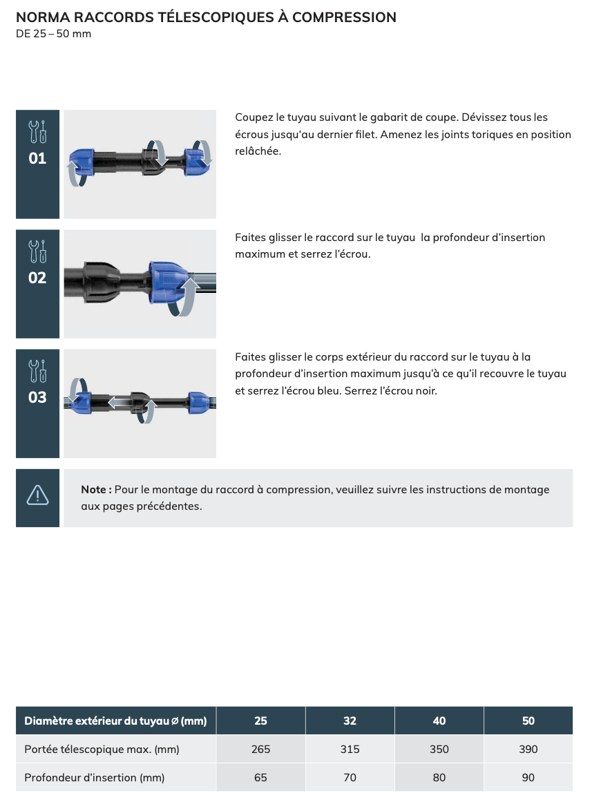 NORMA RACCORDS TÉLESCOPIQUES À COMPRESSION
DE 25 – 50 mm
01
Coupez le tuyau suivant le gabarit de coupe. Dévissez tous les
écrous jusqu'au dernier filet. Amenez les joints toriques en position
relâchée.
02
Faites glisser le raccord sur le tuyau  la profondeur d'insertion
maximum et serrez l'écrou.
03
Faites glisser le corps extérieur du raccord sur le tuyau à la
profondeur d'insertion maximum jusqu'à ce qu'il recouvre le tuyau
et serrez l'écrou bleu. Serrez l'écrou noir.
Note : Pour le montage du raccord à compression, veuillez suivre les instructions de montage
aux pages précédentes.
Diamètre extérieur du tuyau Ø (mm) 25 32 40 50
Portée télescopique max. (mm) 265 315 350 390
Profondeur d'insertion (mm) 65 70 80 90